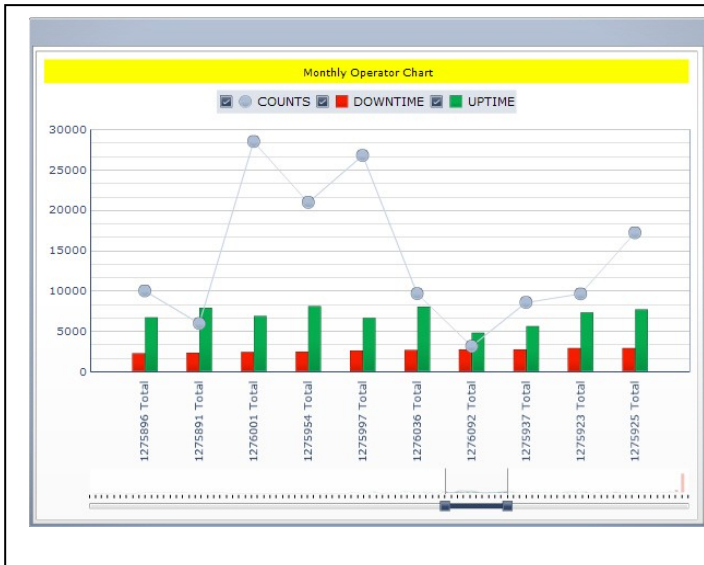 Monthly Operator Chart
COUNTS DOWNTIME UPTIME
30000
25000
20000
15000
10000
5000
0
1275896 Total
1275891 Total
1276001 Total
1275954 Total
1275997 Total
1276036 Total
1276092 Total
1275937 Total
1275923 Total
1275925 Total